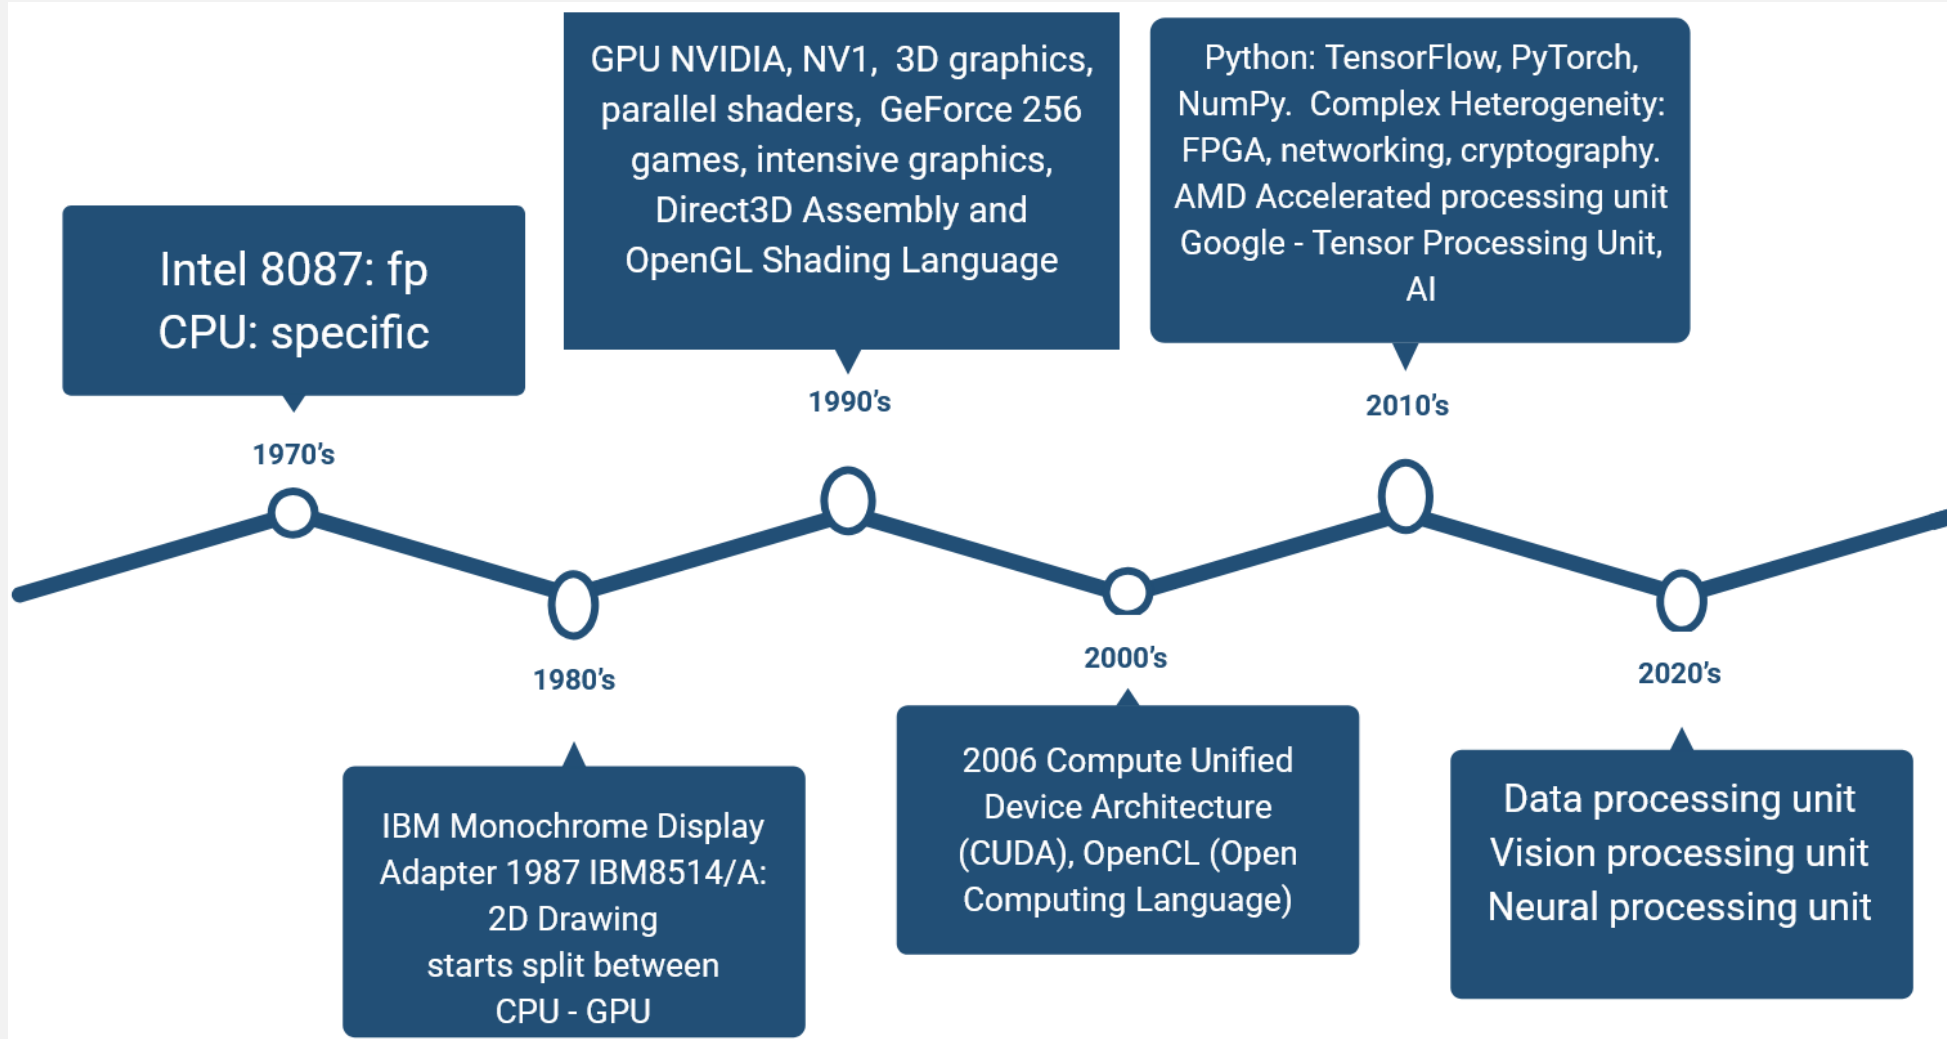 Intel 8087: fp
CPU: specific
1970's
IBM Monochrome Display
Adapter 1987 IBM8514/A:
2D Drawing
starts split between
CPU - GPU
1980's
GPU NVIDIA, NV1, 3D graphics,
parallel shaders, GeForce 256
games, intensive graphics,
Direct3D Assembly and
OpenGL Shading Language
1990's
2000's
2006 Compute Unified
Device Architecture
(CUDA), OpenCL (Open
Computing Language)
Python: TensorFlow, PyTorch,
NumPy. Complex Heterogeneity:
FPGA, networking, cryptography.
AMD Accelerated processing unit
Google - Tensor Processing Unit,
AI
2010's
2020's
Data processing unit
Vision processing unit
Neural processing unit